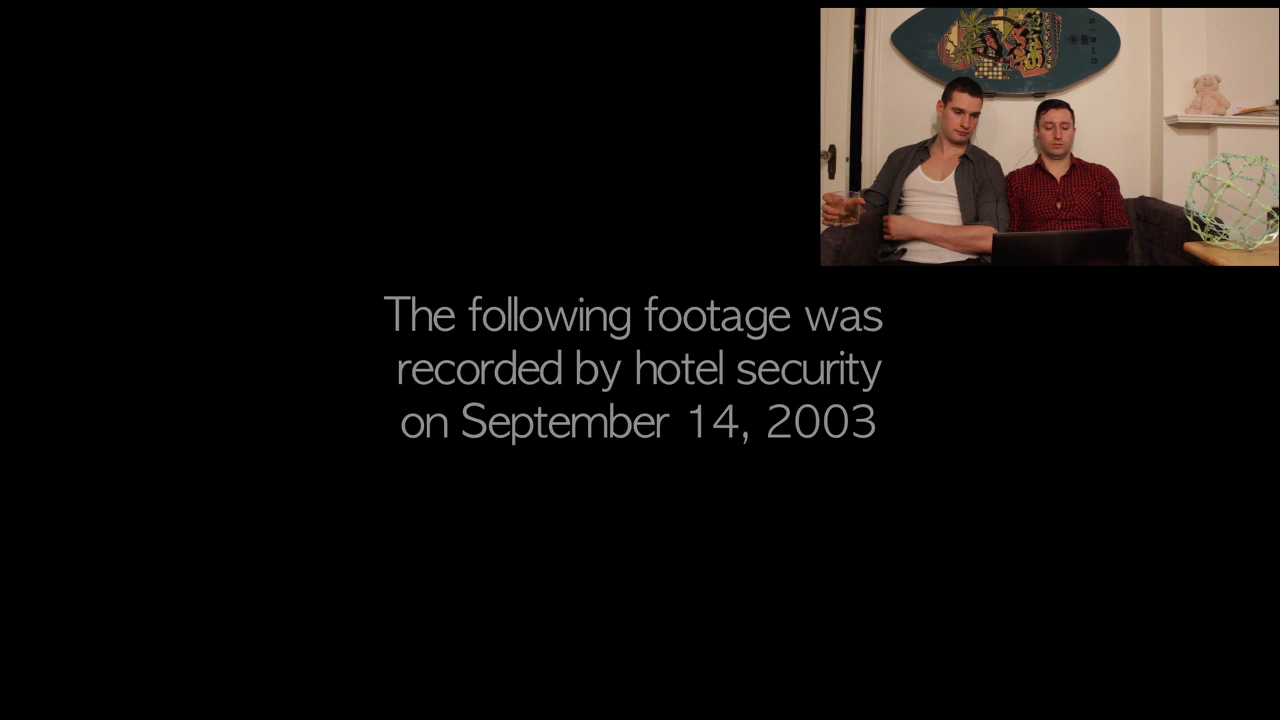 The following footage was
recorded by hotel security
on September 14, 2003